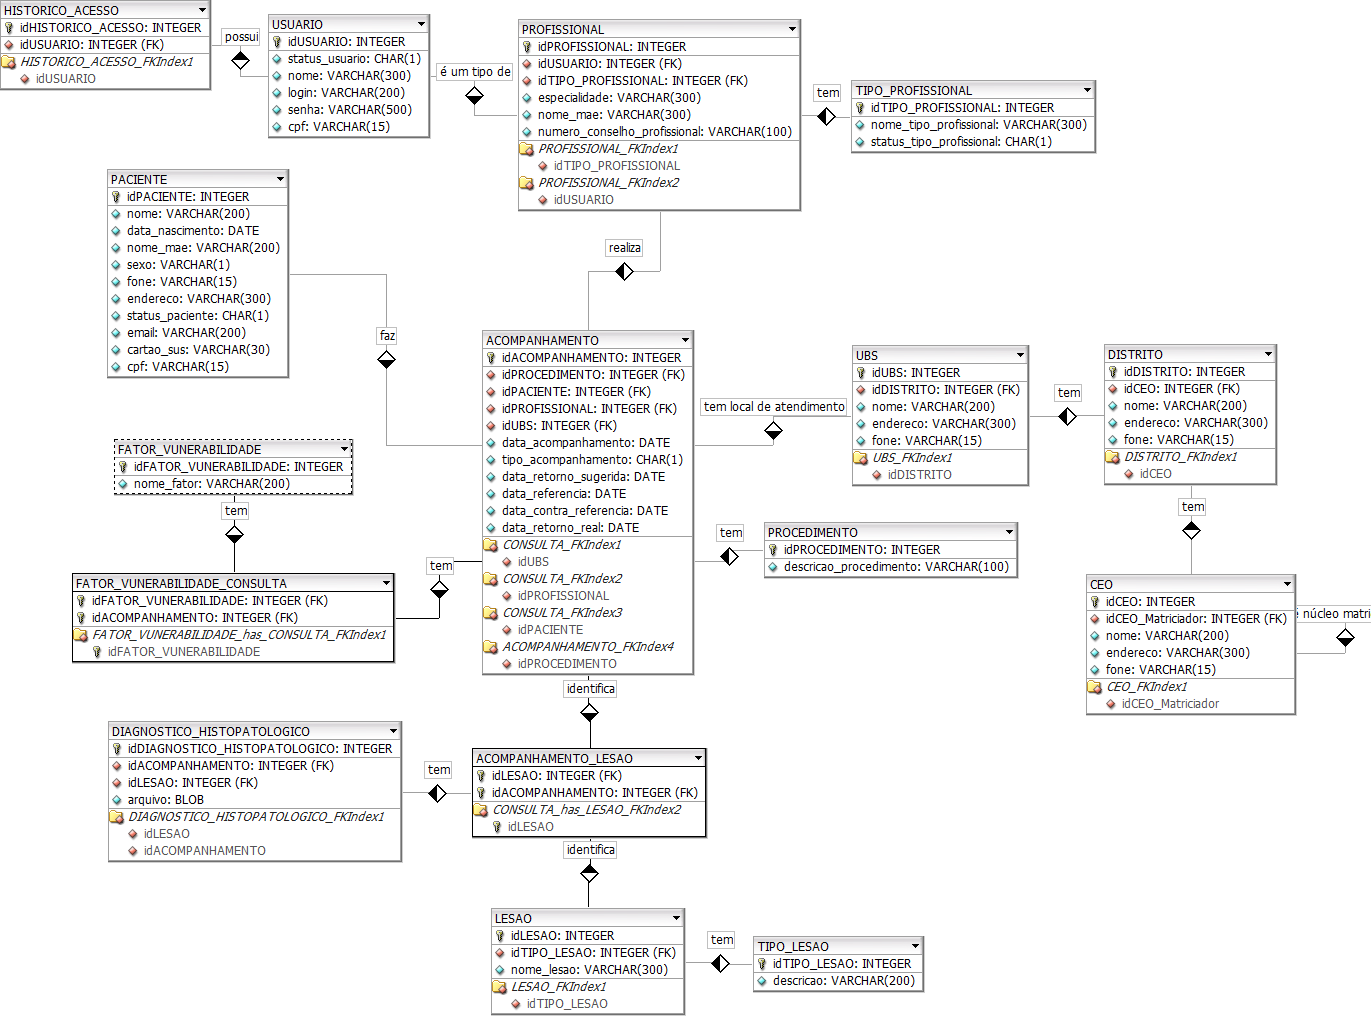 HISTORICO_ACESSO
idHISTORICO_ACESSO: INTEGER
idUSUARIO: INTEGER (FK)
HISTORICO_ACESSO_FKIndex1
idUSUARIO
possui
USUARIO
idUSUARIO: INTEGER
status_usuario: CHAR(1)
nome: VARCHAR(300)
login: VARCHAR(200)
senha: VARCHAR(500)
cpf: VARCHAR(15)
é um tipo de
PROFISSIONAL
idPROFISSIONAL: INTEGER
idUSUARIO: INTEGER (FK)
idTIPO_PROFISSIONAL: INTEGER (FK)
especialidade: VARCHAR(300)
nome_mae: VARCHAR(300)
numero_conselho_profissional: VARCHAR(100)
PROFISSIONAL_FKIndex1
idTIPO_PROFISSIONAL
PROFISSIONAL_FKIndex2
idUSUARIO
tem
TIPO_PROFISSIONAL
idTIPO_PROFISSIONAL: INTEGER
nome_tipo_profissional: VARCHAR(300)
status_tipo_profissional: CHAR(1)
PACIENTE
idPACIENTE: INTEGER
nome: VARCHAR(200)
data_nascimento: DATE
nome_mae: VARCHAR(200)
sexo: VARCHAR(1)
fone: VARCHAR(15)
endereco: VARCHAR(300)
status_paciente: CHAR(1)
email: VARCHAR(200)
cartao_sus: VARCHAR(30)
cpf: VARCHAR(15)
realiza
faz
ACOMPANHAMENTO
idACOMPANHAMENTO: INTEGER
idPROCEDIMENTO: INTEGER (FK)
idPACIENTE: INTEGER (FK)
idPROFISSIONAL: INTEGER (FK)
idUBS: INTEGER (FK)
data_acompanhamento: DATE
tipo_acompanhamento: CHAR(1)
data_retorno_sugerida: DATE
data_referencia: DATE
data_contra_referencia: DATE
data_retorno_real: DATE
CONSULTA_FKIndex1
idUBS
CONSULTA_FKIndex2
idPROFISSIONAL
CONSULTA_FKIndex3
idPACIENTE
ACOMPANHAMENTO_FKIndex4
idPROCEDIMENTO
tem local de atendimento
UBS
idUBS: INTEGER
idDISTRITO: INTEGER (FK)
nome: VARCHAR(200)
endereco: VARCHAR(300)
fone: VARCHAR(15)
UBS_FKIndex1
idDISTRITO
tem
DISTRITO
idDISTRITO: INTEGER
idCEO: INTEGER (FK)
nome: VARCHAR(200)
endereco: VARCHAR(300)
fone: VARCHAR(15)
DISTRITO_FKIndex1
idCEO
tem
FATOR_VUNERABILIDADE
idFATOR_VUNERABILIDADE: INTEGER
nome_fator: VARCHAR(200)
tem
tem
PROCEDIMENTO
idPROCEDIMENTO: INTEGER
descricao_procedimento: VARCHAR(100)
tem
FATOR_VUNERABILIDADE_CONSULTA
idFATOR_VUNERABILIDADE: INTEGER (FK)
idACOMPANHAMENTO: INTEGER (FK)
FATOR_VUNERABILIDADE_has_CONSULTA_FKIndex1
idFATOR_VUNERABILIDADE
CEO
idCEO: INTEGER
idCEO_Matriciador: INTEGER (FK)
nome: VARCHAR(200)
endereco: VARCHAR(300)
fone: VARCHAR(15)
CEO_FKIndex1
idCEO_Matriciador
é núcleo matri
identifica
DIAGNOSTICO_HISTOPATOLOGICO
idDIAGNOSTICO_HISTOPATOLOGICO: INTEGER
idACOMPANHAMENTO: INTEGER (FK)
idLESAO: INTEGER (FK)
arquivo: BLOB
DIAGNOSTICO_HISTOPATOLOGICO_FKIndex1
idLESAO
idACOMPANHAMENTO
tem
ACOMPANHAMENTO_LESAO
idLESAO: INTEGER (FK)
idACOMPANHAMENTO: INTEGER (FK)
CONSULTA_has_LESAO_FKIndex2
idLESAO
identifica
LESAO
idLESAO: INTEGER
idTIPO_LESAO: INTEGER (FK)
nome_lesao: VARCHAR(300)
LESAO_FKIndex1
idTIPO_LESAO
tem
TIPO_LESAO
idTIPO_LESAO: INTEGER
descricao: VARCHAR(200)